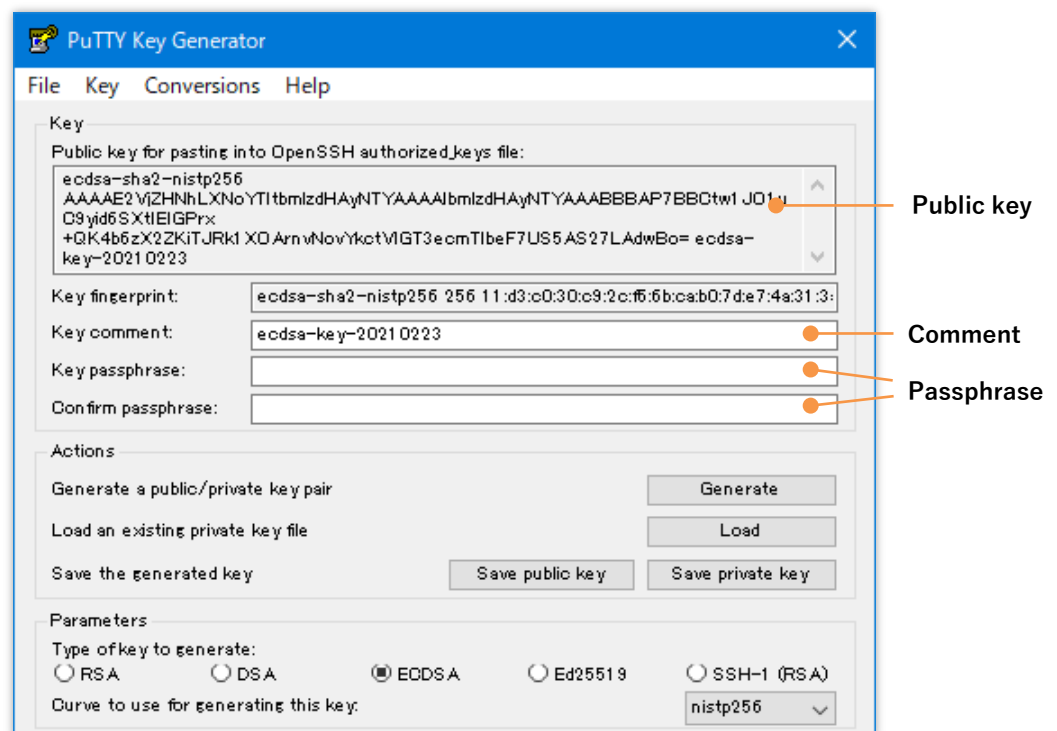 PuTTY Key Generator
File Key Conversions Help
Key
Public key for pasting into OpenSSH authorized_keys file:
ecdsa-sha2-nistp256
Public key
+QK4b6zX2ZKiTJRk1XOArnvNovYkctVIGT3ecmTIbeF7US5AS27LAdwBo= ecdsa-
key-20210223
Key fingerprint: ecdsa-sha2-nistp256 256 11:d3:c0:30:c9:2c:f5:6b:ca:b0:7d:e7:4a:31:3
Key comment: ecdsa-key-20210223 Comment
Key passphrase:
Passphrase
Confirm passphrase:
Actions
Generate a public/private key pair Generate
Load an existing private key file Load
Save the generated key Save public key Save private key
Parameters
Type of key to generate:
RSA DSA ECDSA Ed25519 SSH-1 (RSA)
Curve to use for generating this key: nistp256